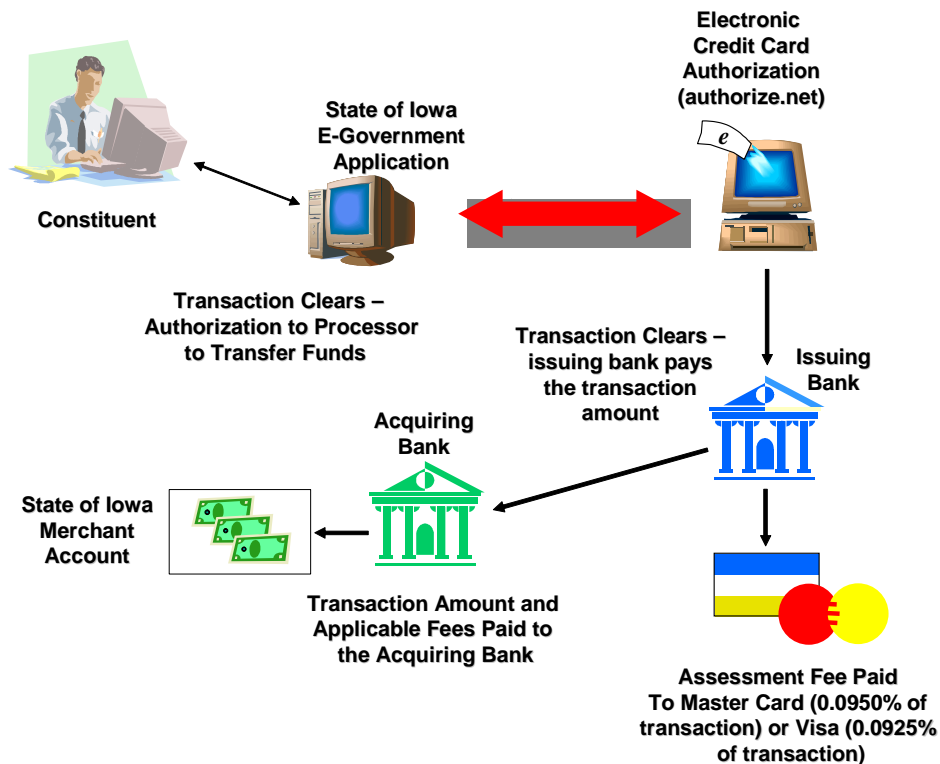 Electronic
Credit Card
Authorization
(authorize.net)
e
State of Iowa
E-Government
Application
Constituent
Transaction Clears –
Authorization to Processor
to Transfer Funds
Transaction Clears –
issuing bank pays
the transaction
amount
Issuing
Bank
Acquiring
Bank
State of Iowa
Merchant
Account
Transaction Amount and
Applicable Fees Paid to
the Acquiring Bank
Assessment Fee Paid
To Master Card (0.0950% of
transaction) or Visa (0.0925%
of transaction)